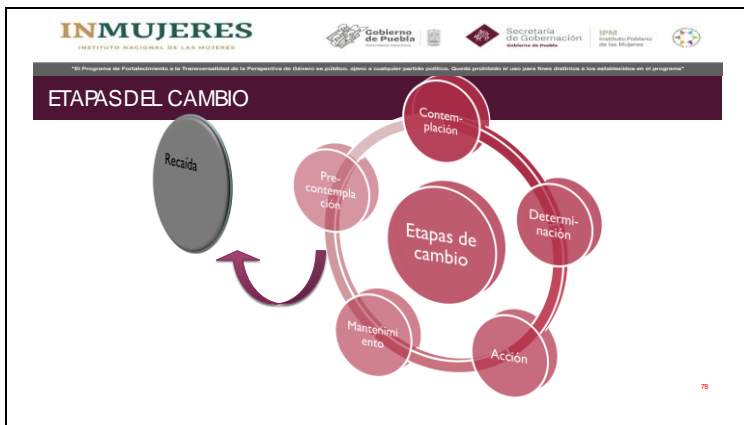 INMUJERES
INSTITUTO NACIONAL DE LAS MUJERES
Gobierno
de Puebla
Secretaría
de Gobernación
Gobierno de Puebla
IPM
Instituto Poblano
de las Mujeres
"El Programa de Fortalecimiento a la Transversalidad de la Perspectiva de Género es público, ajeno a cualquier partido político. Queda prohibido el uso para fines distintos a los establecidos en el programa"
ETAPAS DEL CAMBIO
Contem-
plación
Recaída
Pre-
contempla
ción
Determi-
nación
Etapas de
cambio
Mantenimi
ento
Acción
78